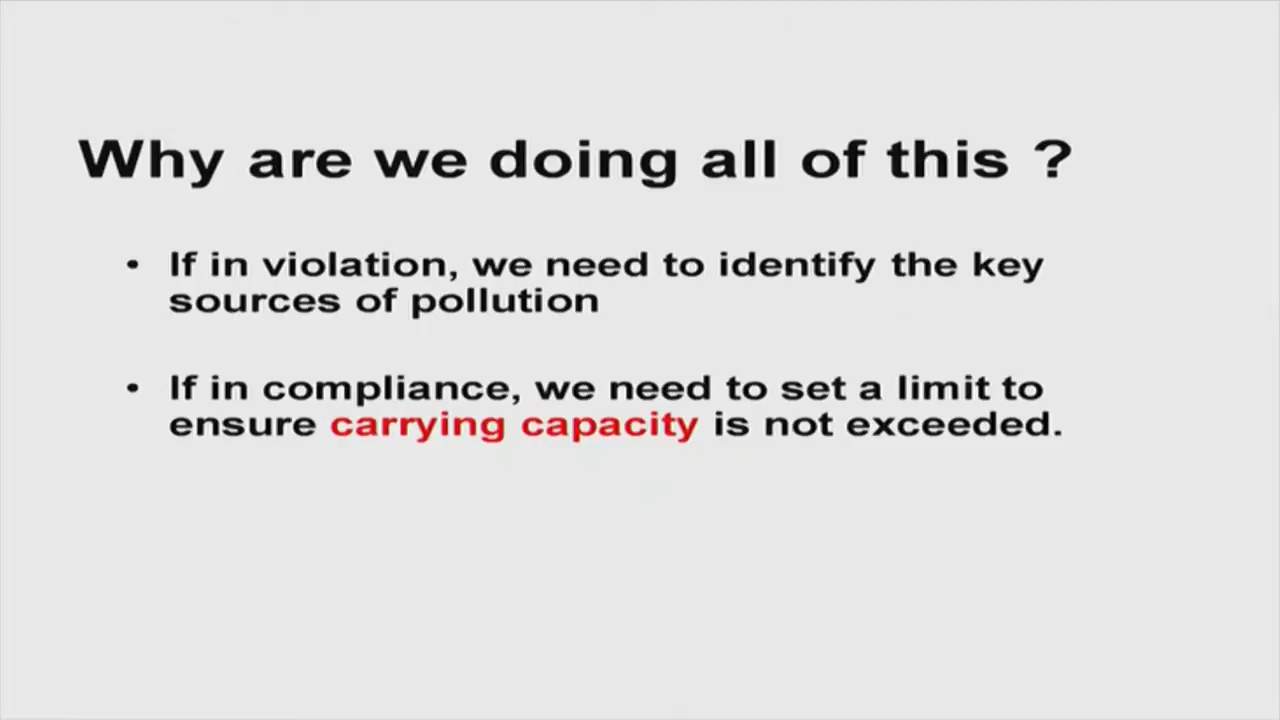 Why are we doing all of this ?
• If in violation, we need to identify the key
sources of pollution
• If in compliance, we need to set a limit to
ensure carrying capacity is not exceeded.